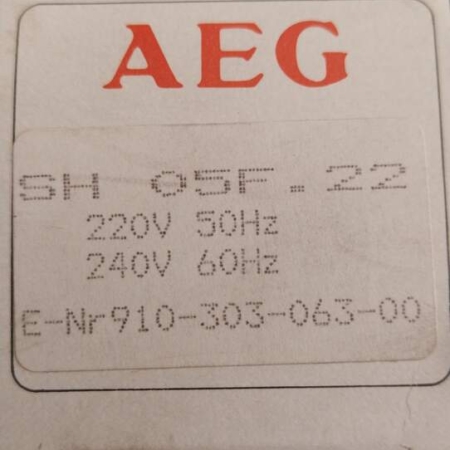 AEG
SH 05F.22
220V 50Hz
240V 60Hz
E-Nr910-303-063-00